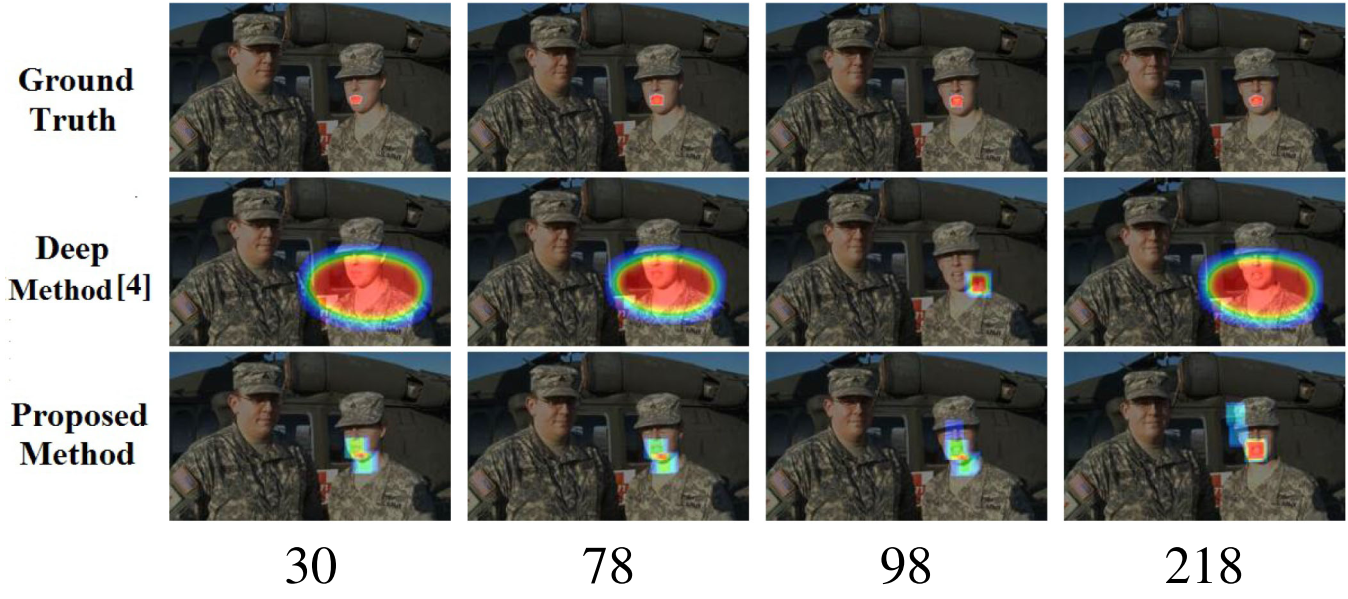 Ground
Truth
Deep
Method[4]
Proposed
Method
30
78
98
218